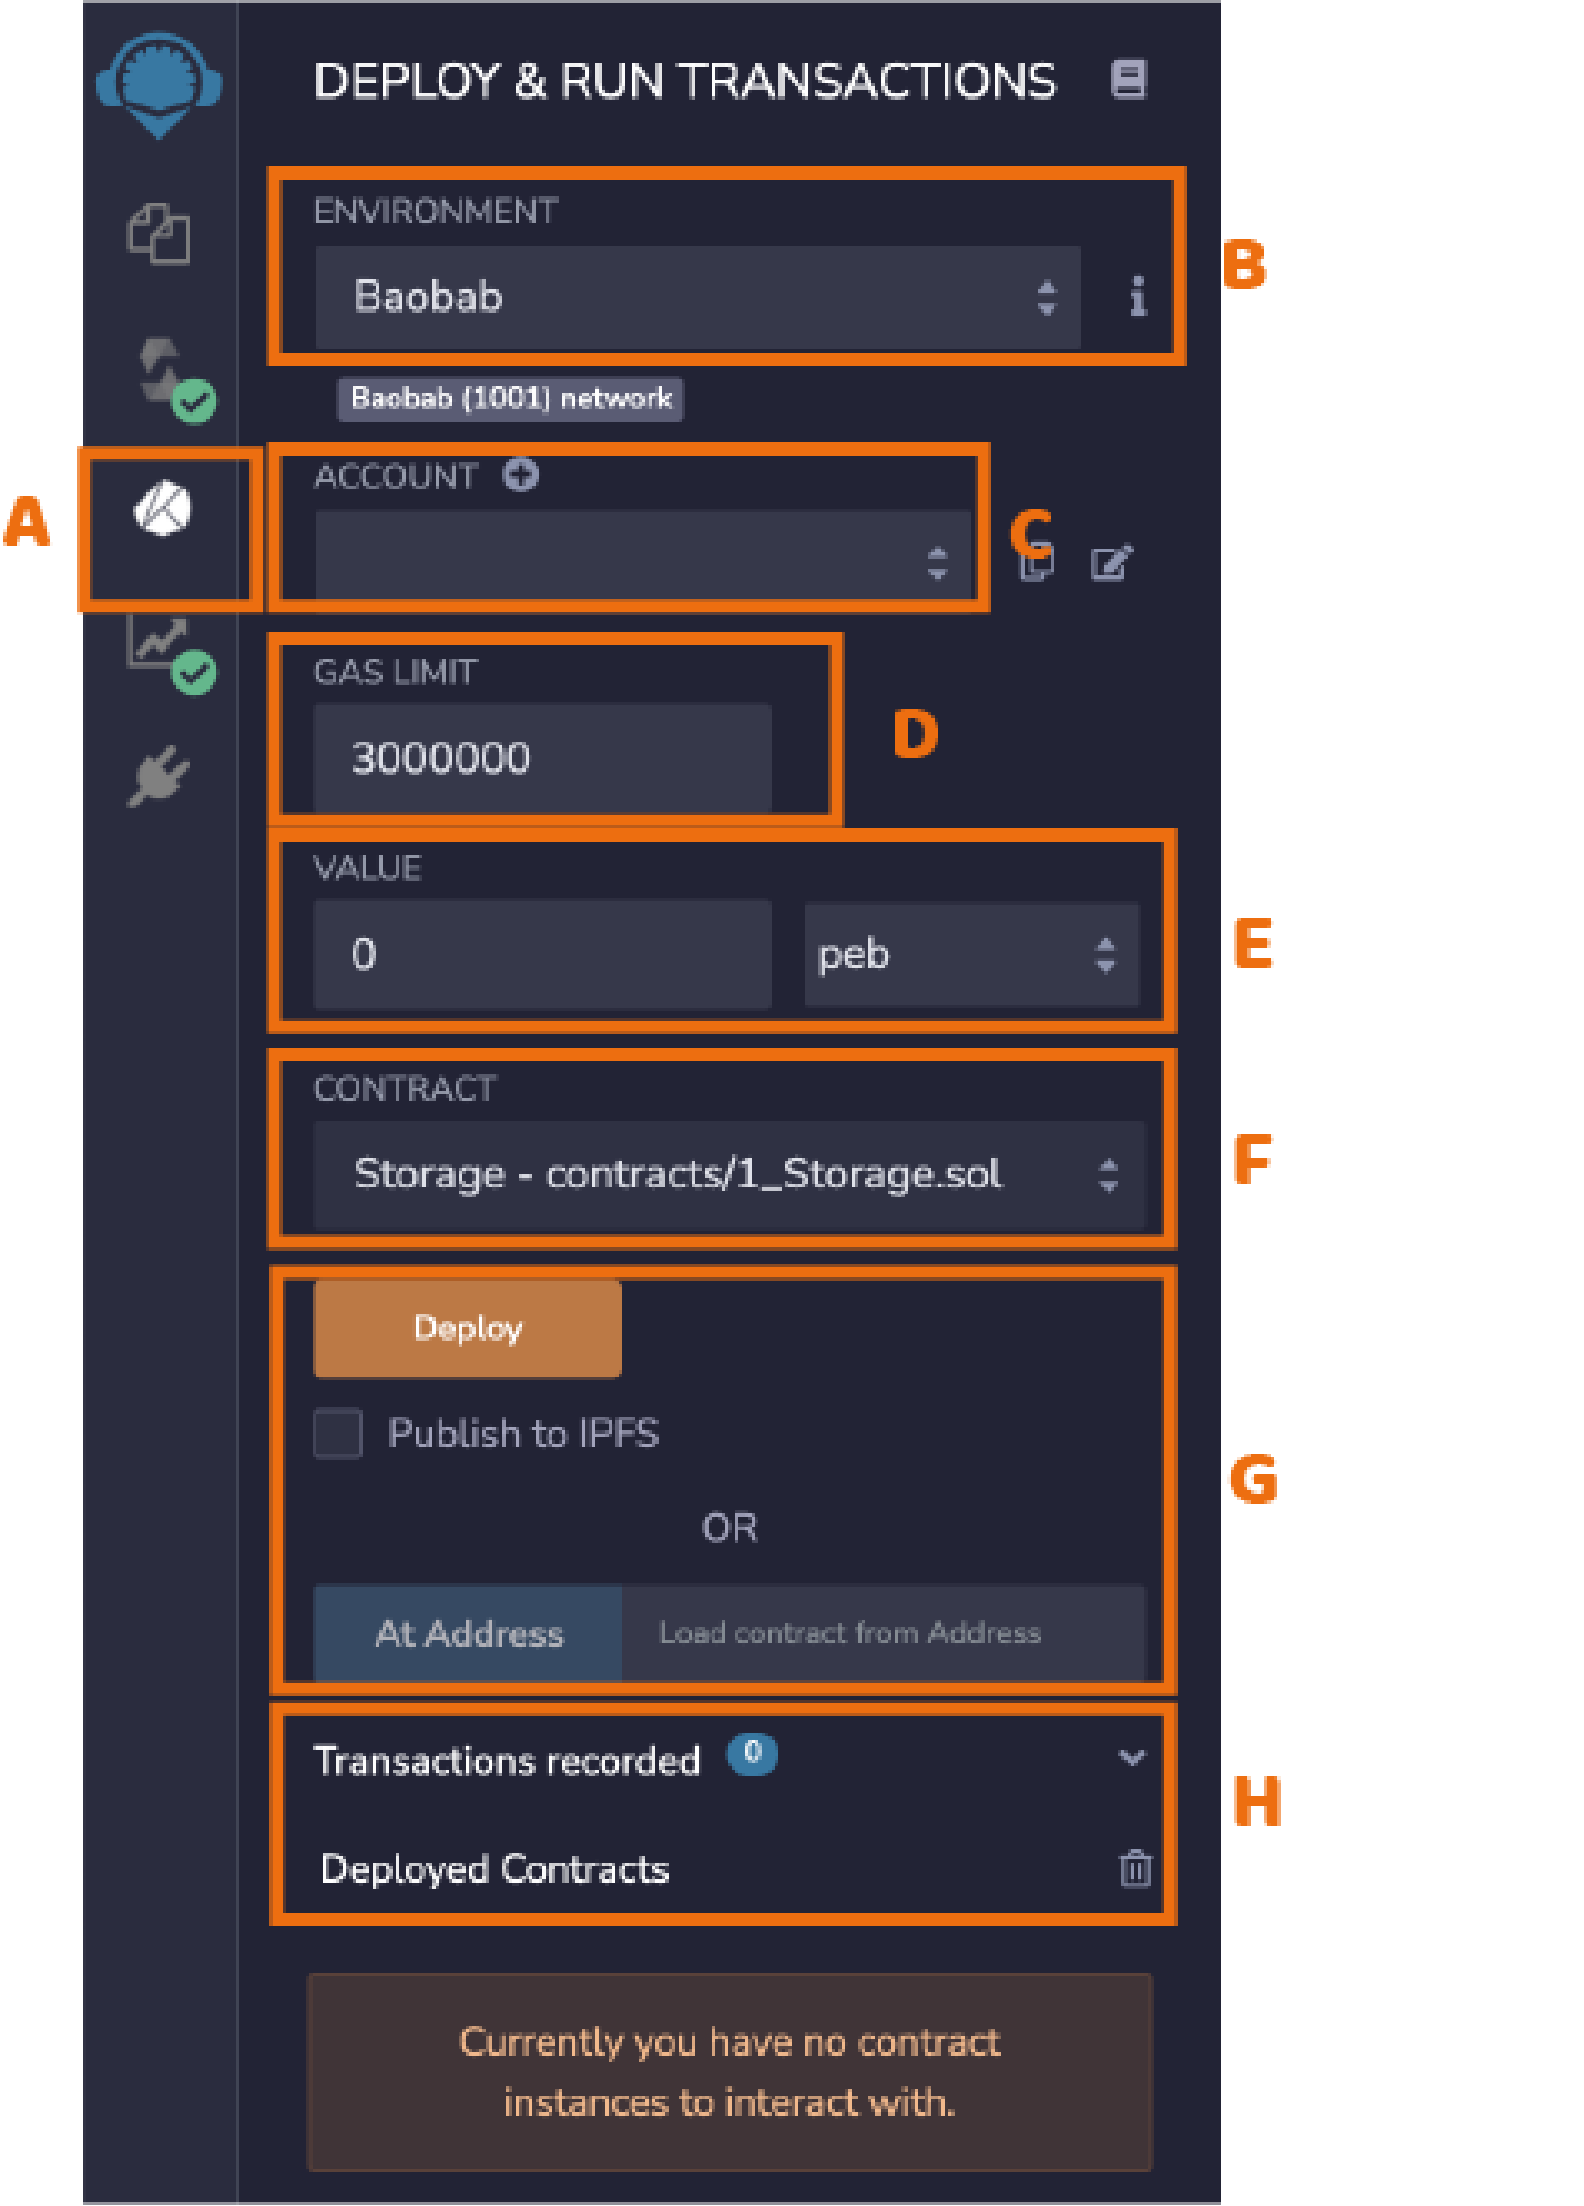 DEPLOY & RUN TRANSACTIONS
ENVIRONMENT
Baobab
B
Baobab (1001) network
A
ACCOUNT
C
GAS LIMIT
3000000
D
VALUE
0 peb
E
CONTRACT
Storage - contracts/1_Storage.sol
F
Deploy
Publish to IPFS
G
OR
At Address Load contract from Address
Transactions recorded 0
H
Deployed Contracts
Currently you have no contract
instances to interact with.